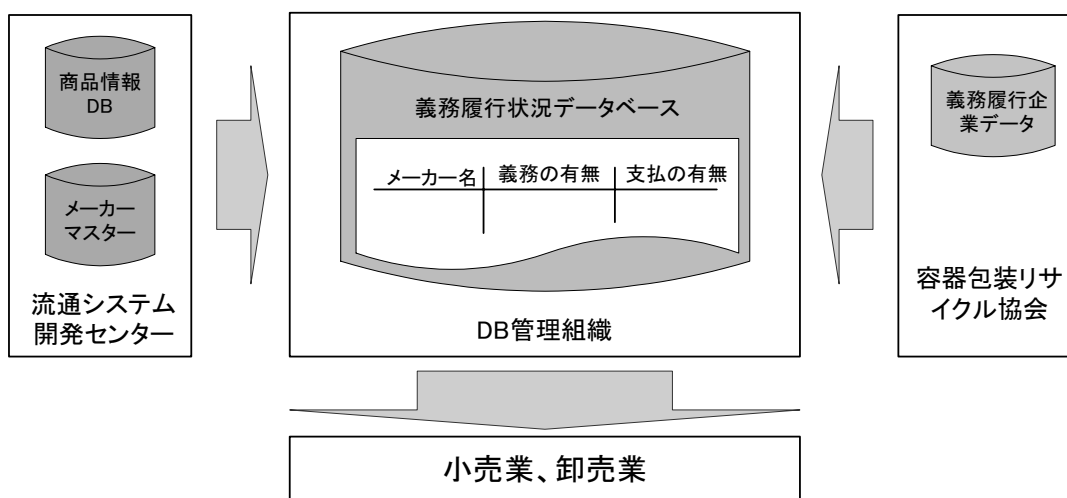 商品情報
DB
メーカー
マスター
流通システム
開発センター
義務履行状況データベース
メーカー名 義務の有無 支払の有無
DB管理組織
義務履行企
業データ
容器包装リサ
イクル協会
小売業、卸売業